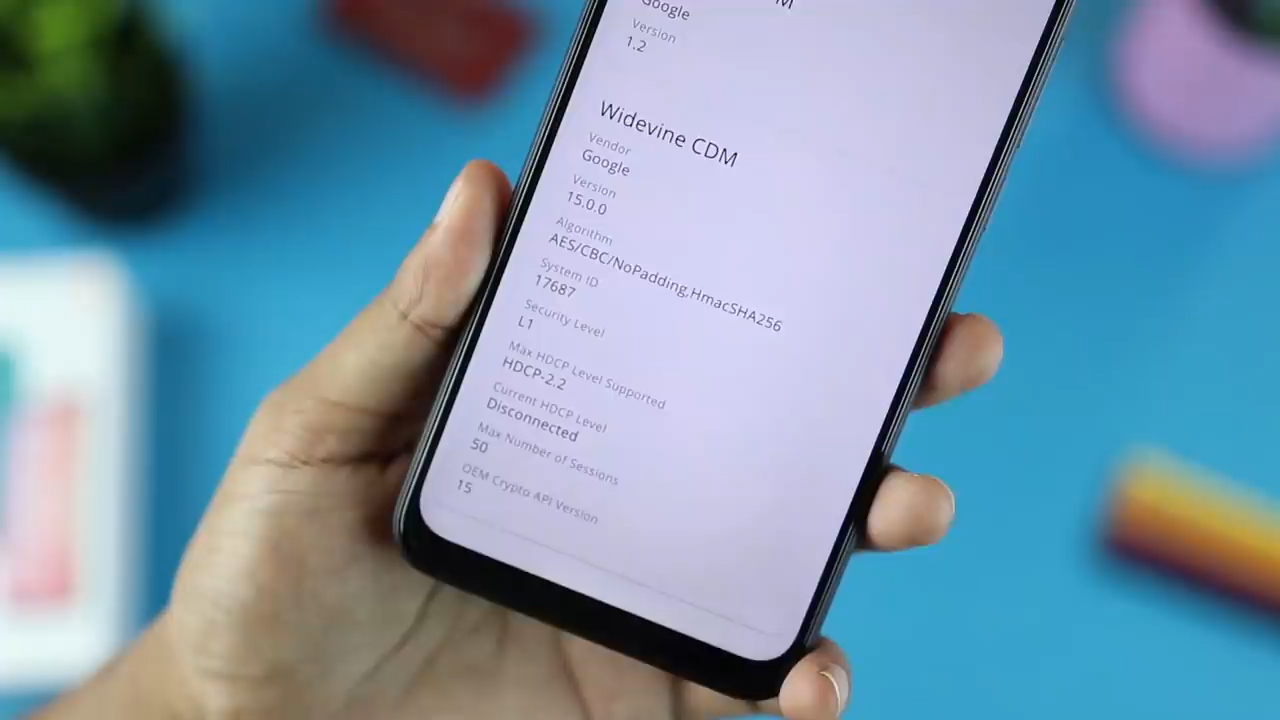 M
Google
Version
1.2
Widevine CDM
Vendor
Google
Version
15.0.0
Algorithm
AES/CBC/NoPadding,HmacSHA256
System ID
17687
Security Level
L1
Max HDCP Level Supported
HDCP-2.2
Current HDCP Level
Disconnected
Max Number of Sessions
50
OEM Crypto API Version
15